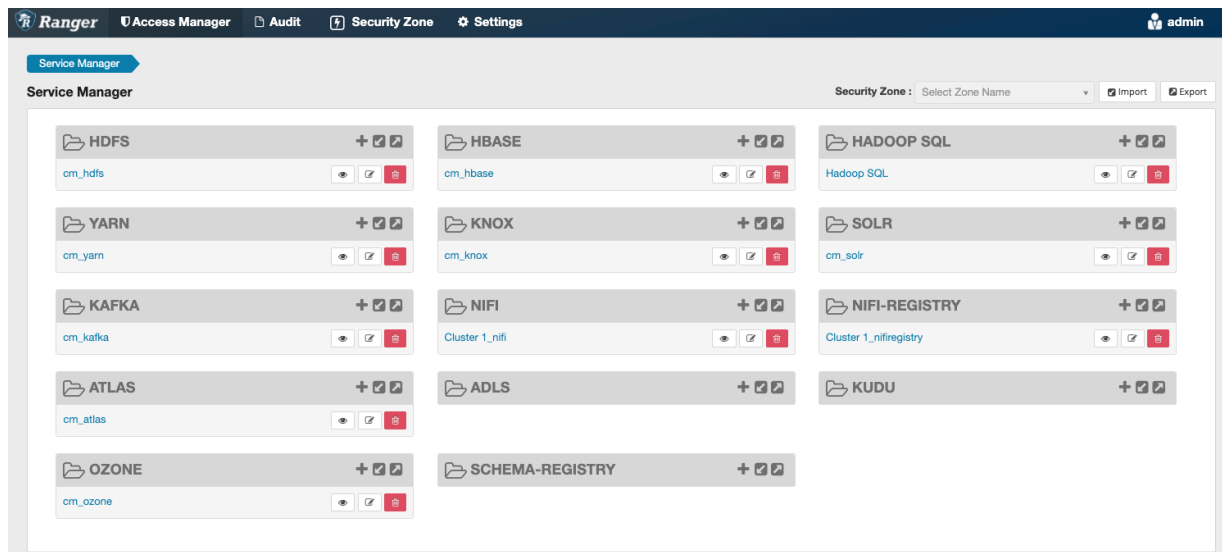 Ranger Access Manager Audit Security Zone Settings admin
Service Manager
Service Manager Security Zone : Select Zone Name Import Export
HDFS HBASE HADOOP SQL
cm_hdfs cm_hbase Hadoop SQL
YARN KNOX SOLR
cm_yarn cm_knox cm_solr
KAFKA NIFI NIFI-REGISTRY
cm_kafka Cluster 1_nifi Cluster 1_nifiregistry
ATLAS ADLS KUDU
cm_atlas
OZONE SCHEMA-REGISTRY
cm_ozone